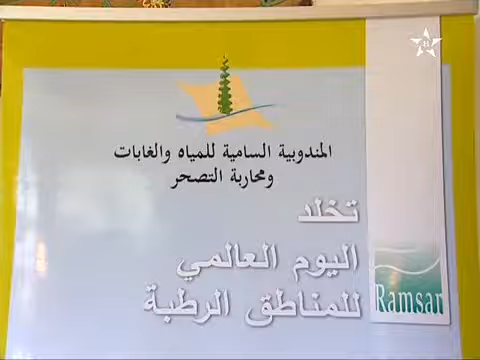 المندوبية السامية للمياه والغابات
ومحاربة التصحر
تخلد
اليوم العالمي
للمناطق الرطبة
Ramsar